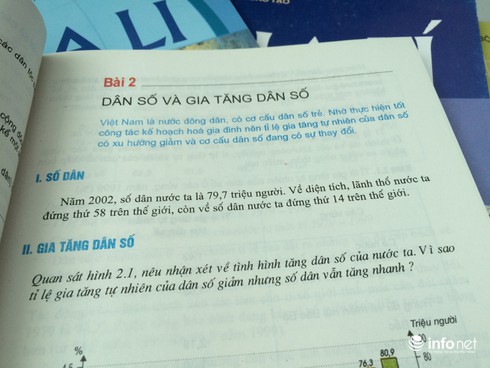 TẠO
A LI
các dân tộc
cộng đồ
kể m
Bài 2
DÂN SỐ VÀ GIA TĂNG DÂN SỐ
Việt Nam là nước đông dân, có cơ cấu dân số trẻ. Nhờ thực hiện tốt
công tác kế hoạch hoá gia đình nên tỉ lệ gia tăng tự nhiên của dân số
có xu hướng giảm và cơ cấu dân số đang có sự thay đổi.
I. SỐ DÂN
Năm 2002, số dân nước ta là 79,7 triệu người. Về diện tích, lãnh thổ nước ta
đứng thứ 58 trên thế giới, còn về số dân nước ta đứng thứ 14 trên thế giới.
II. GIA TĂNG DÂN SỐ
Quan sát hình 2.1, nêu nhận xét về tình hình tăng dân số của nước ta. Vì sao
tỉ lệ gia tăng tự nhiên của dân số giảm nhưng số dân vẫn tăng nhanh ?
%
Triệu người
80,9
80
76,3
4,5
infonet